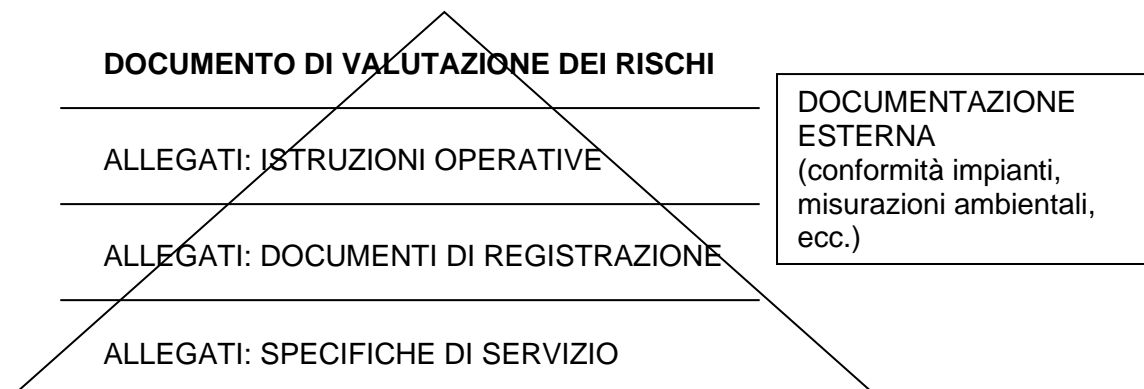 DOCUMENTO DI VALUTAZIONE DEI RISCHI
ALLEGATI: ISTRUZIONI OPERATIVE
ALLEGATI: DOCUMENTI DI REGISTRAZIONE
ALLEGATI: SPECIFICHE DI SERVIZIO
DOCUMENTAZIONE
ESTERNA
(conformità impianti,
misurazioni ambientali,
ecc.)